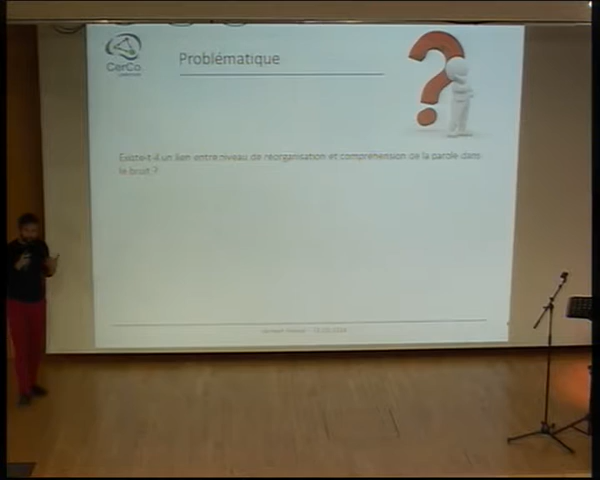 CerCo
Problématique
Existe-t-il un lien entre niveau de réorganisation et compréhension de la parole dans
le bruit ?